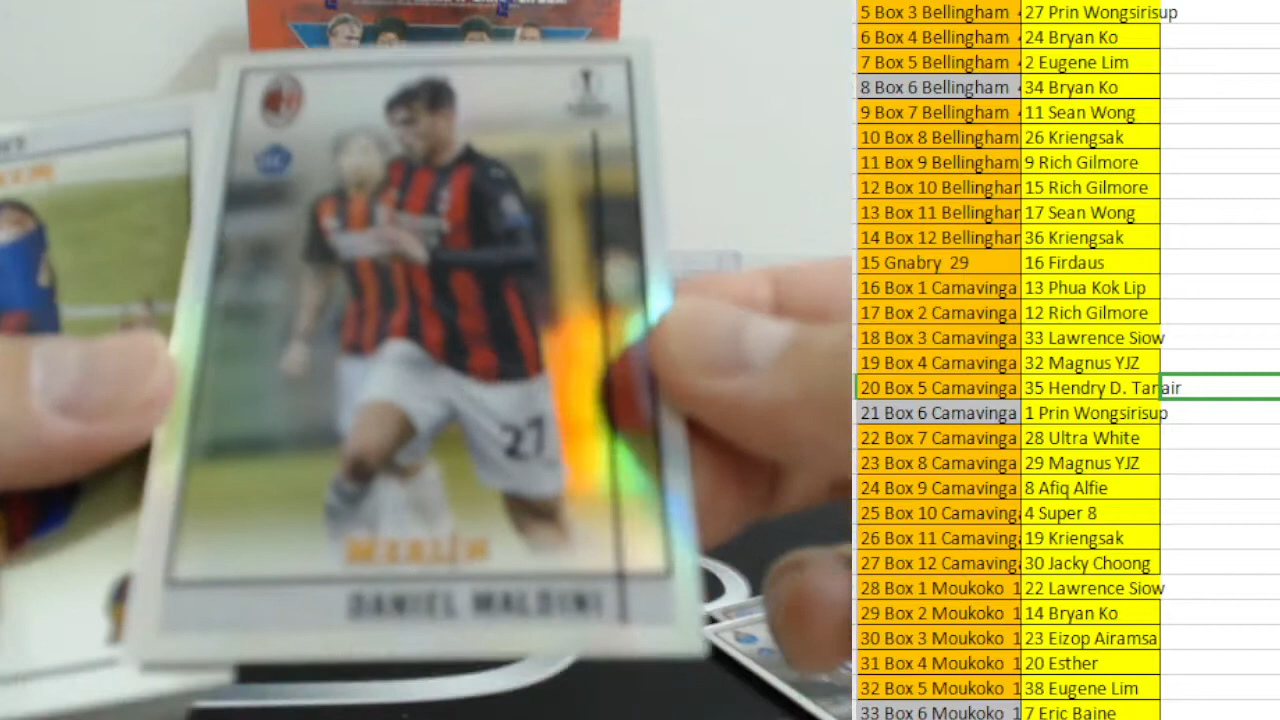 27
MERLIN
DANIEL MALDINI
5 Box 3 Bellingham 27 Prin Wongsirisup
6 Box 4 Bellingham 24 Bryan Ko
7 Box 5 Bellingham 2 Eugene Lim
8 Box 6 Bellingham 34 Bryan Ko
9 Box 7 Bellingham 11 Sean Wong
10 Box 8 Bellingham 26 Kriengsak
11 Box 9 Bellingham 9 Rich Gilmore
12 Box 10 Bellinghar 15 Rich Gilmore
13 Box 11 Bellinghar 17 Sean Wong
14 Box 12 Bellinghar 36 Kriengsak
15 Gnabry 29 16 Firdaus
16 Box 1 Camavinga 13 Phua Kok Lip
17 Box 2 Camavinga 12 Rich Gilmore
18 Box 3 Camavinga 33 Lawrence Siow
19 Box 4 Camavinga 32 Magnus YJZ
20 Box 5 Camavinga 35 Hendry D. Tanair
21 Box 6 Camavinga 1 Prin Wongsirisup
22 Box 7 Camavinga 28 Ultra White
23 Box 8 Camavinga 29 Magnus YJZ
24 Box 9 Camavinga 8 Afiq Alfie
25 Box 10 Camaving 4 Super 8
26 Box 11 Camaving 19 Kriengsak
27 Box 12 Camaving 30 Jacky Choong
28 Box 1 Moukoko 1 22 Lawrence Siow
29 Box 2 Moukoko 1 14 Bryan Ko
30 Box 3 Moukoko 1 23 Eizop Airamsa
31 Box 4 Moukoko 1 20 Esther
32 Box 5 Moukoko 1 38 Eugene Lim
33 Box 6 Moukoko 1 7 Eric Baine